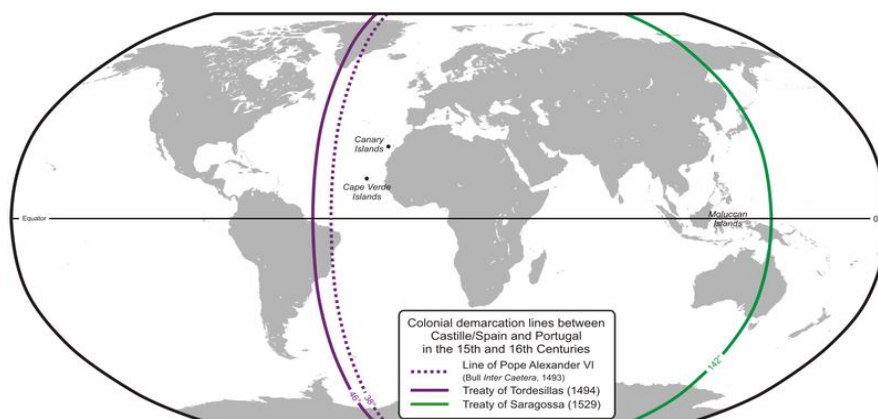 Canary
Islands
Cape Verde
Islands
Equator
Moluccan
Islands
0
Colonial demarcation lines between
Castille/Spain and Portugal
in the 15th and 16th Centuries
Line of Pope Alexander VI
(Bull Inter Caetera, 1493)
Treaty of Tordesillas (1494)
Treaty of Saragossa (1529)
46°
38°
142°